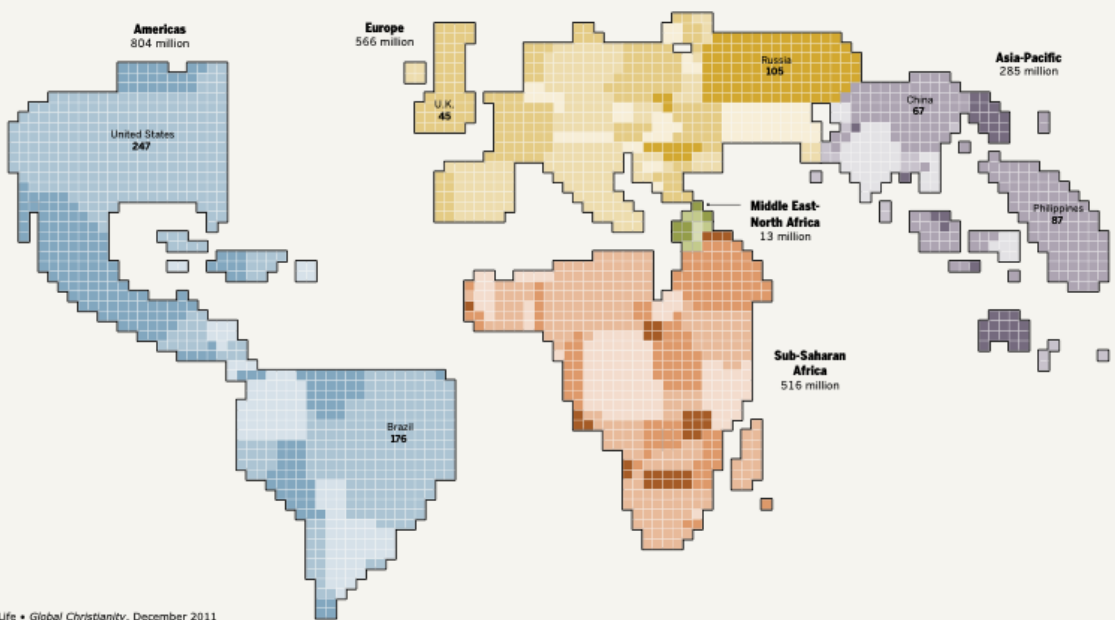 Americas
804 million
Europe
566 million
Asia-Pacific
285 million
United States
247
U.K.
45
Russia
105
China
67
Philippines
87
Middle East-
North Africa
13 million
Sub-Saharan
Africa
516 million
Brazil
176
Life • Global Christianity, December 2011